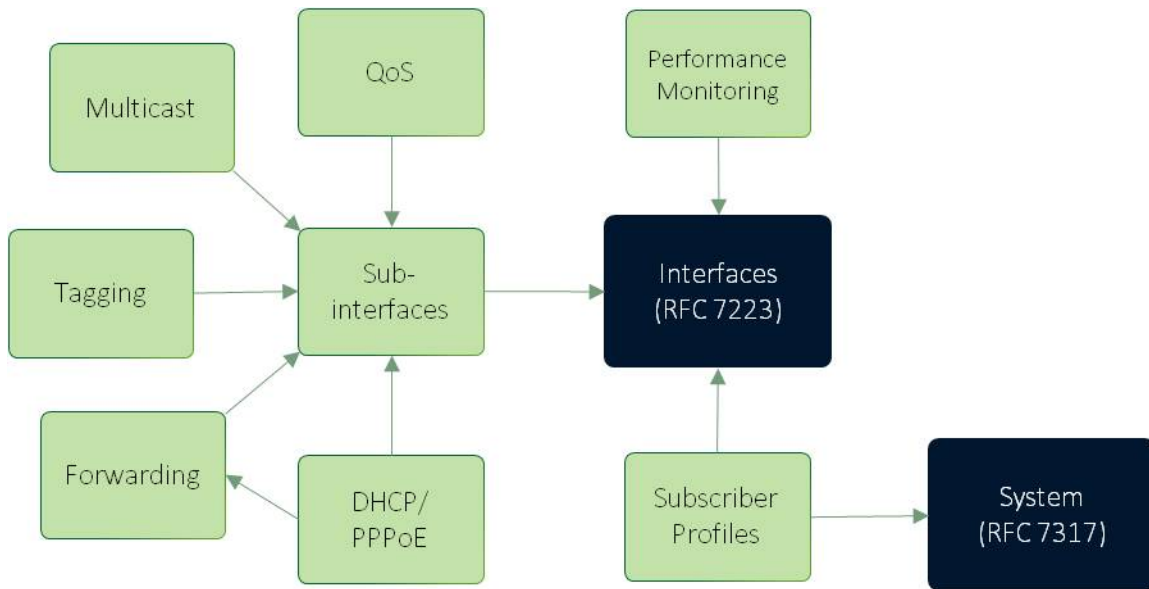 QoS
Performance
Monitoring
Multicast
Tagging
Sub-
interfaces
Interfaces
(RFC 7223)
Forwarding
DHCP/
PPPoE
Subscriber
Profiles
System
(RFC 7317)